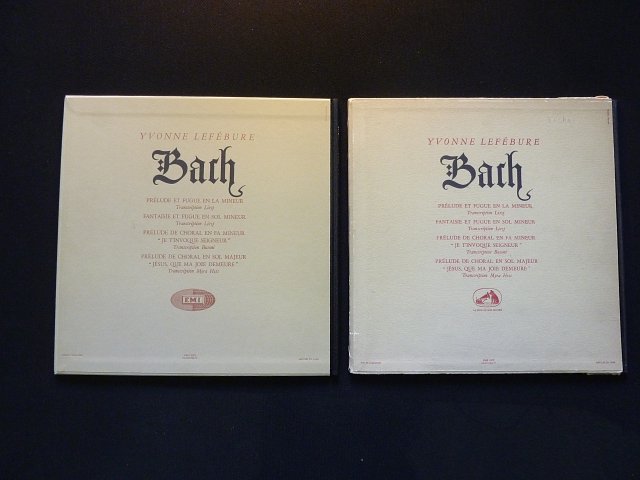 YVONNE LEFÉBURE
Bach
PRÉLUDE ET FUGUE EN LA MINEUR
Transcription Liszt
FANTAISIE ET FUGUE EN SOL MINEUR
Transcription Liszt
PRÉLUDE DE CHORAL EN FA MINEUR
" JE T'INVOQUE SEIGNEUR "
Transcription Busoni
PRÉLUDE DE CHORAL EN SOL MAJEUR
" JÉSUS, QUE MA JOIE DEMEURE "
Transcription Myra Hess
EMI
YVONNE LEFÉBURE
Bach
PRÉLUDE ET FUGUE EN LA MINEUR
Transcription Liszt
FANTAISIE ET FUGUE EN SOL MINEUR
Transcription Liszt
PRÉLUDE DE CHORAL EN FA MINEUR
" JE T'INVOQUE SEIGNEUR "
Transcription Busoni
PRÉLUDE DE CHORAL EN SOL MAJEUR
" JÉSUS, QUE MA JOIE DEMEURE "
Transcription Myra Hess